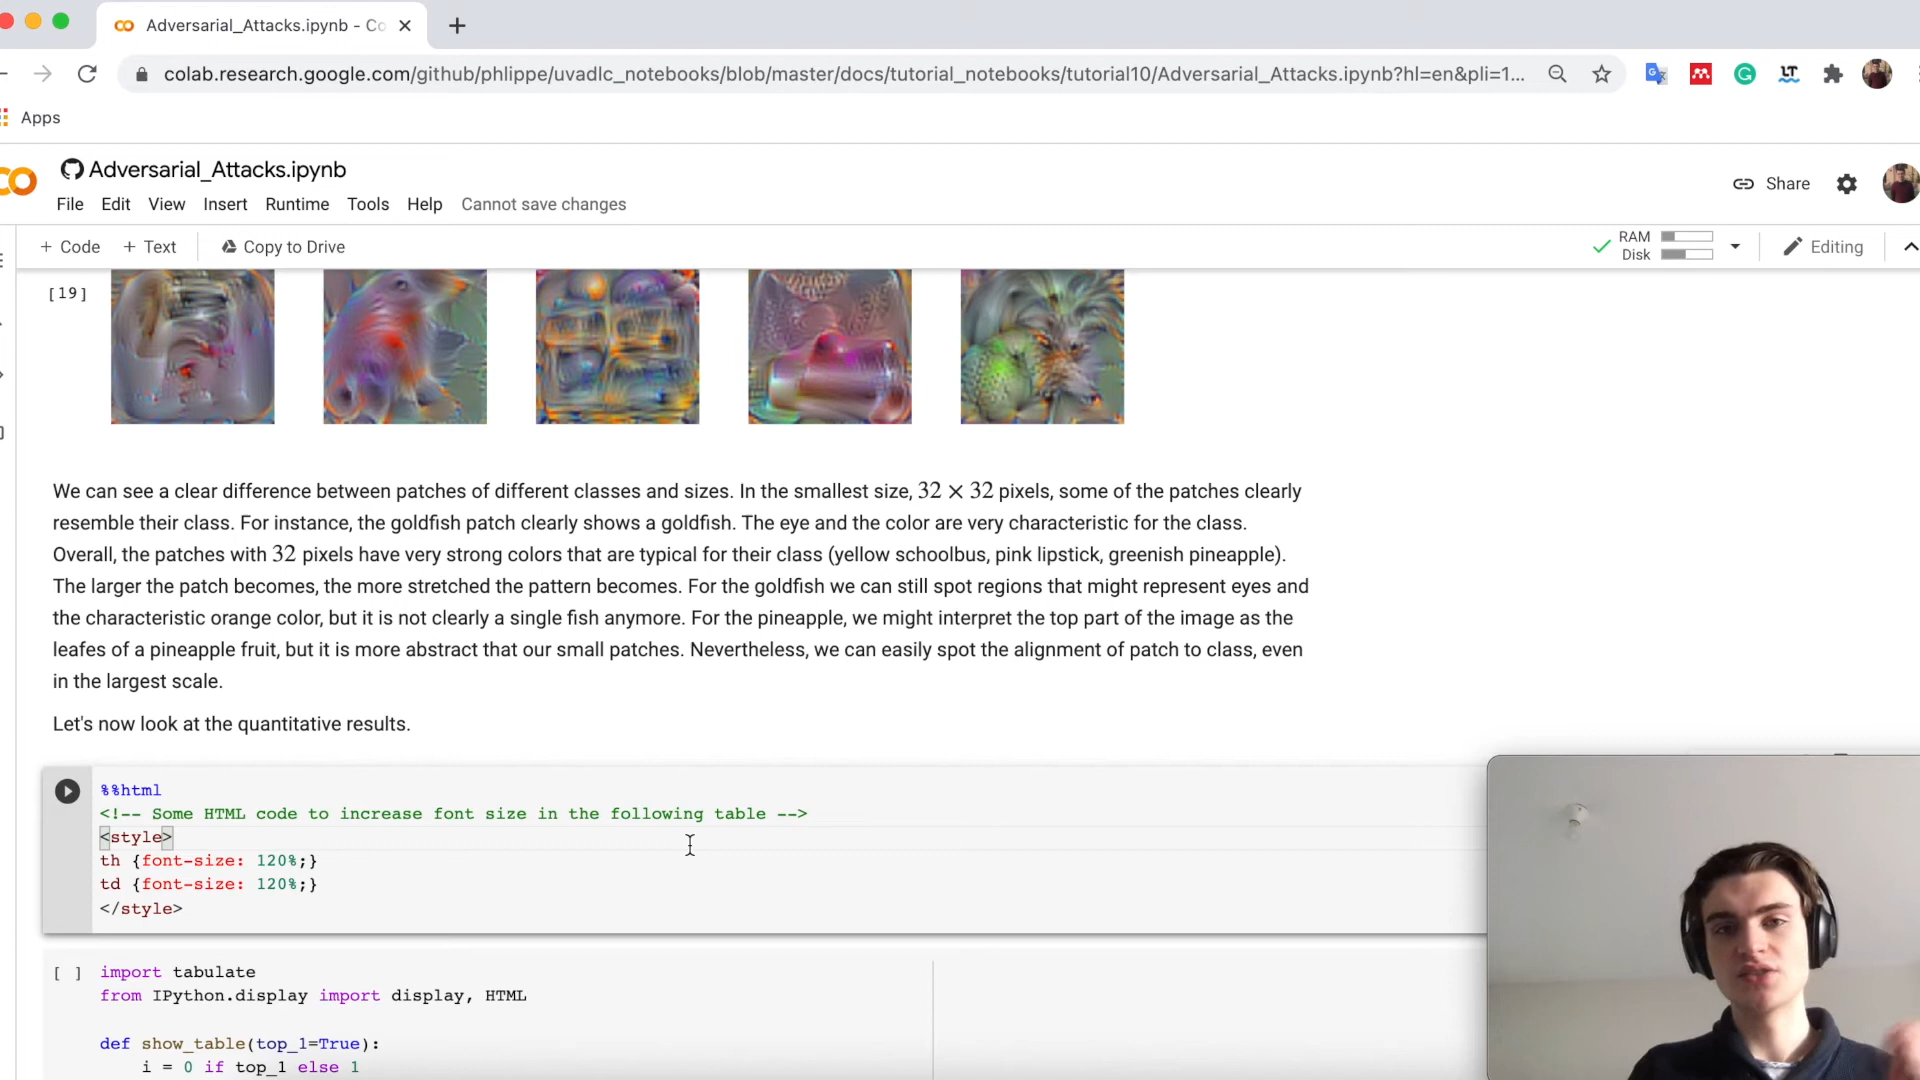 Adversarial_Attacks.ipynb - Co
colab.research.google.com/github/phlippe/uvadlc_notebooks/blob/master/docs/tutorial_notebooks/tutorial10/Adversarial_Attacks.ipynb?hl=en&pli=1...
LT
Apps
Adversarial_Attacks.ipynb
Share
File Edit View Insert Runtime Tools Help Cannot save changes
+ Code + Text Copy to Drive
RAM
Disk
Editing
[19]
We can see a clear difference between patches of different classes and sizes. In the smallest size, 32 × 32 pixels, some of the patches clearly
resemble their class. For instance, the goldfish patch clearly shows a goldfish. The eye and the color are very characteristic for the class.
Overall, the patches with 32 pixels have very strong colors that are typical for their class (yellow schoolbus, pink lipstick, greenish pineapple).
The larger the patch becomes, the more stretched the pattern becomes. For the goldfish we can still spot regions that might represent eyes and
the characteristic orange color, but it is not clearly a single fish anymore. For the pineapple, we might interpret the top part of the image as the
leafes of a pineapple fruit, but it is more abstract that our small patches. Nevertheless, we can easily spot the alignment of patch to class, even
in the largest scale.
Let's now look at the quantitative results.
%%html
<!-- Some HTML code to increase font size in the following table -->
<style>
th {font-size: 120%;}
td {font-size: 120%;}
</style>
[ ]
import tabulate
from IPython.display import display, HTML
def show_table(top_1=True):
i = 0 if top_1 else 1